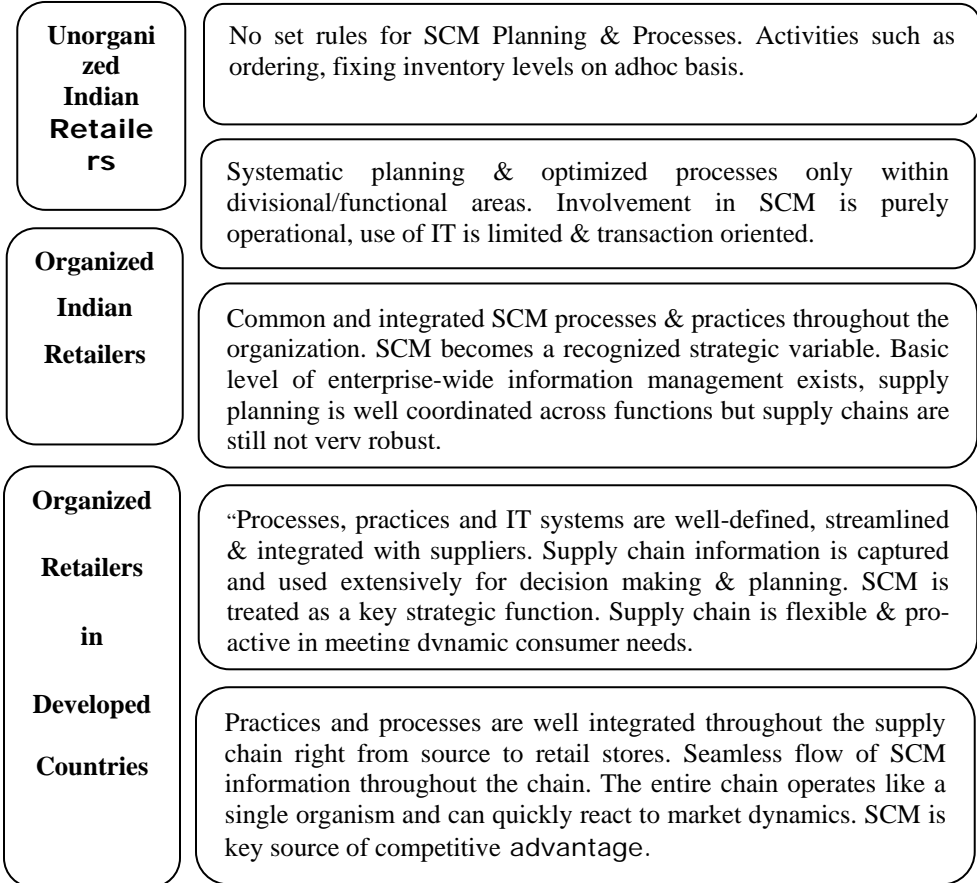 Unorgani
zed
Indian
Retaile
rs
No set rules for SCM Planning & Processes. Activities such as
ordering, fixing inventory levels on adhoc basis.
Systematic planning & optimized processes only within
divisional/functional areas. Involvement in SCM is purely
operational, use of IT is limited & transaction oriented.
Organized
Indian
Retailers
Common and integrated SCM processes & practices throughout the
organization. SCM becomes a recognized strategic variable. Basic
level of enterprise-wide information management exists, supply
planning is well coordinated across functions but supply chains are
still not very robust.
Organized
Retailers
in
Developed
Countries
“Processes, practices and IT systems are well-defined, streamlined
& integrated with suppliers. Supply chain information is captured
and used extensively for decision making & planning. SCM is
treated as a key strategic function. Supply chain is flexible & pro-
active in meeting dynamic consumer needs.
Practices and processes are well integrated throughout the supply
chain right from source to retail stores. Seamless flow of SCM
information throughout the chain. The entire chain operates like a
single organism and can quickly react to market dynamics. SCM is
key source of competitive advantage.